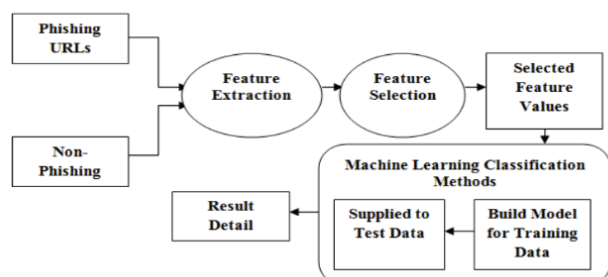 Phishing
URLs
Feature
Extraction
Feature
Selection
Selected
Feature
Values
Non-
Phishing
Machine Learning Classification
Methods
Result
Detail
Supplied to
Test Data
Build Model
for Training
Data